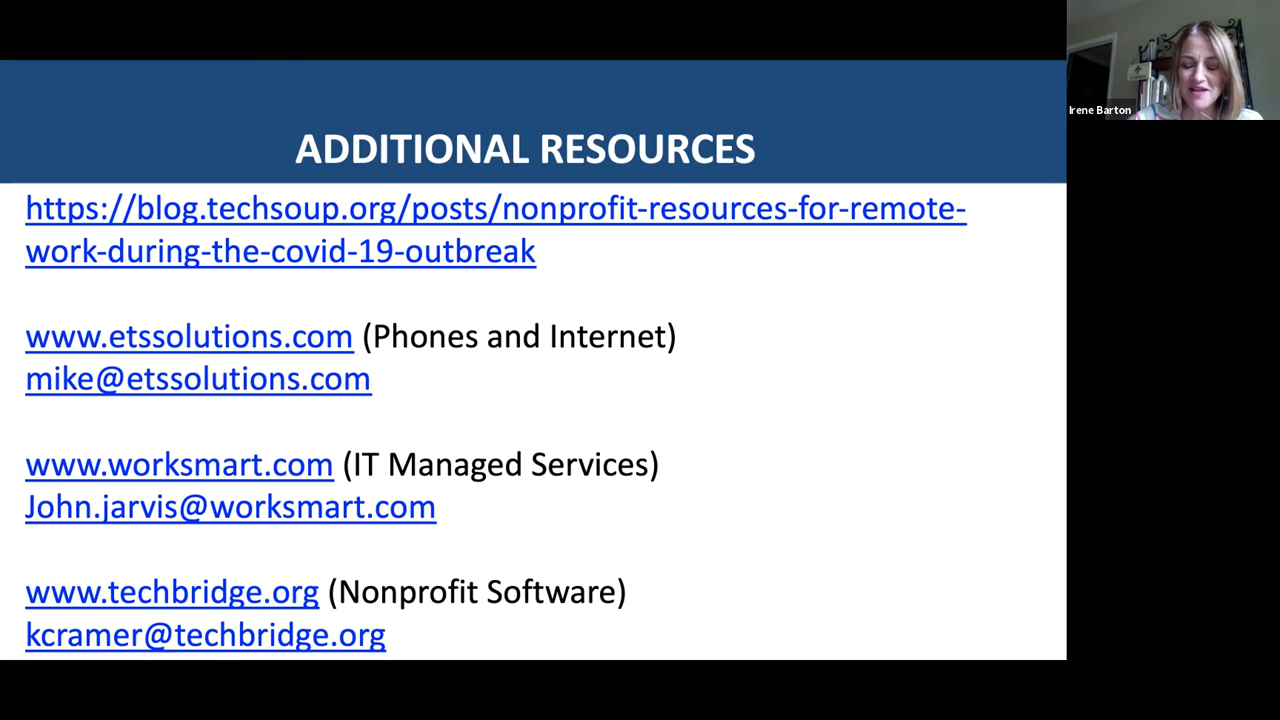 ADDITIONAL RESOURCES
https://blog.techsoup.org/posts/nonprofit-resources-for-remote-
work-during-the-covid-19-outbreak
www.etssolutions.com (Phones and Internet)
mike@etssolutions.com
www.worksmart.com (IT Managed Services)
John.jarvis@worksmart.com
www.techbridge.org (Nonprofit Software)
kcramer@techbridge.org
Irene Barton